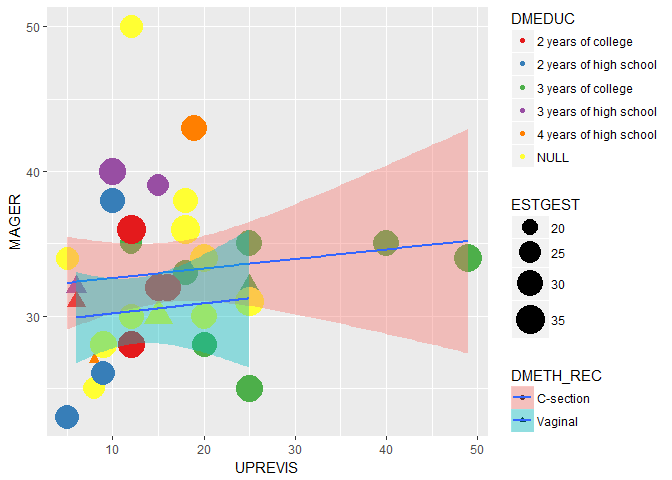 50
40
30
MAGER
10
20
30
40
50
UPREVIS
DMEDUC
2 years of college
2 years of high school
3 years of college
3 years of high school
4 years of high school
NULL
ESTGEST
20
25
30
35
DMETH_REC
C-section
Vaginal